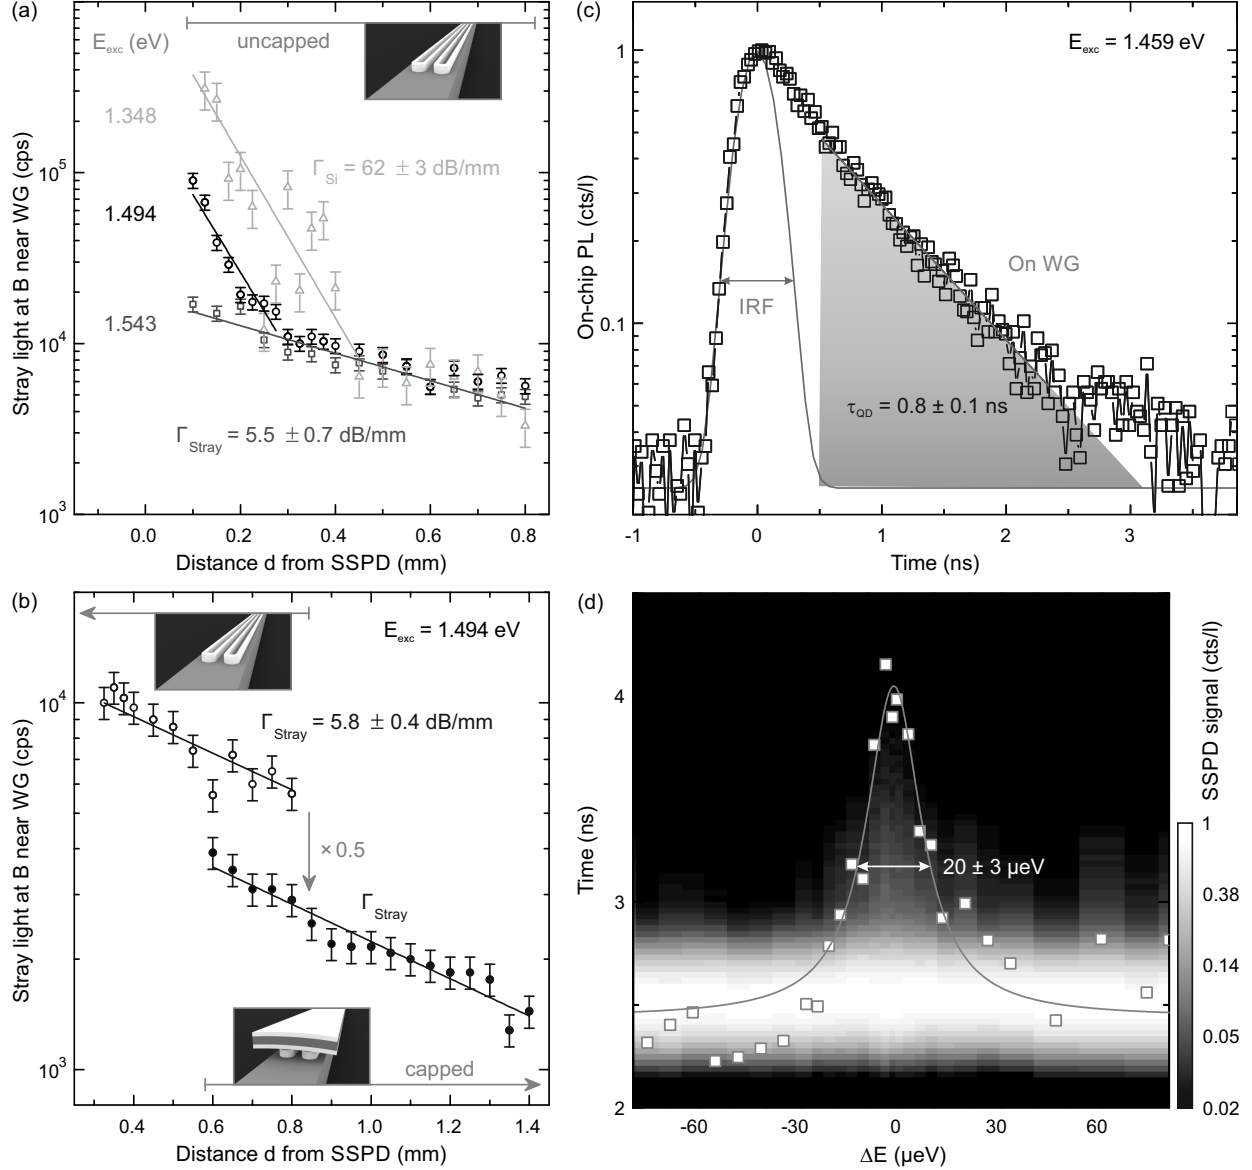 (a)
uncapped
E_exc (eV)
1.348
1.494
1.543
Γ_Si = 62 ± 3 dB/mm
Γ_Stray = 5.5 ± 0.7 dB/mm
Stray light at B near WG (cps)
10^5
10^4
10^3
0.0 0.2 0.4 0.6 0.8
Distance d from SSPD (mm)
(c)
E_exc = 1.459 eV
IRF
On WG
τ_QD = 0.8 ± 0.1 ns
On-chip PL (cts/I)
1
0.1
-1 0 1 2 3
Time (ns)
(b)
E_exc = 1.494 eV
Γ_Stray = 5.8 ± 0.4 dB/mm
× 0.5
Γ_Stray
capped
Stray light at B near WG (cps)
10^4
10^3
0.4 0.6 0.8 1.0 1.2 1.4
Distance d from SSPD (mm)
(d)
20 ± 3 μeV
Time (ns)
4
3
2
-60 -30 0 30 60
ΔE (μeV)
SSPD signal (cts/I)
1
0.38
0.14
0.05
0.02